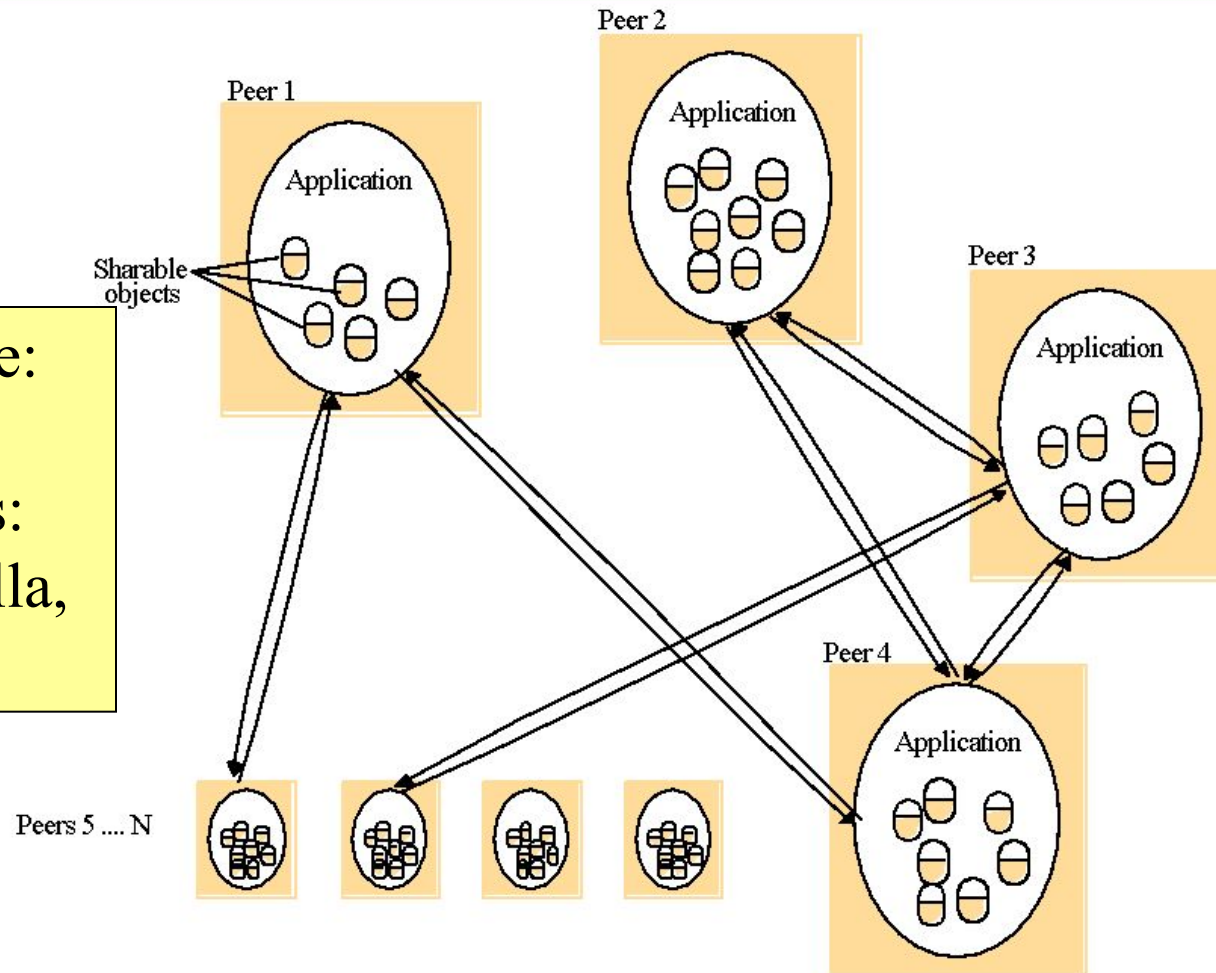 Peer 2
Peer 1
Application
Application
Peer 3
Sharable
objects
Application
e:
s:
lla,
Peer 4
Application
Peers 5 .... N